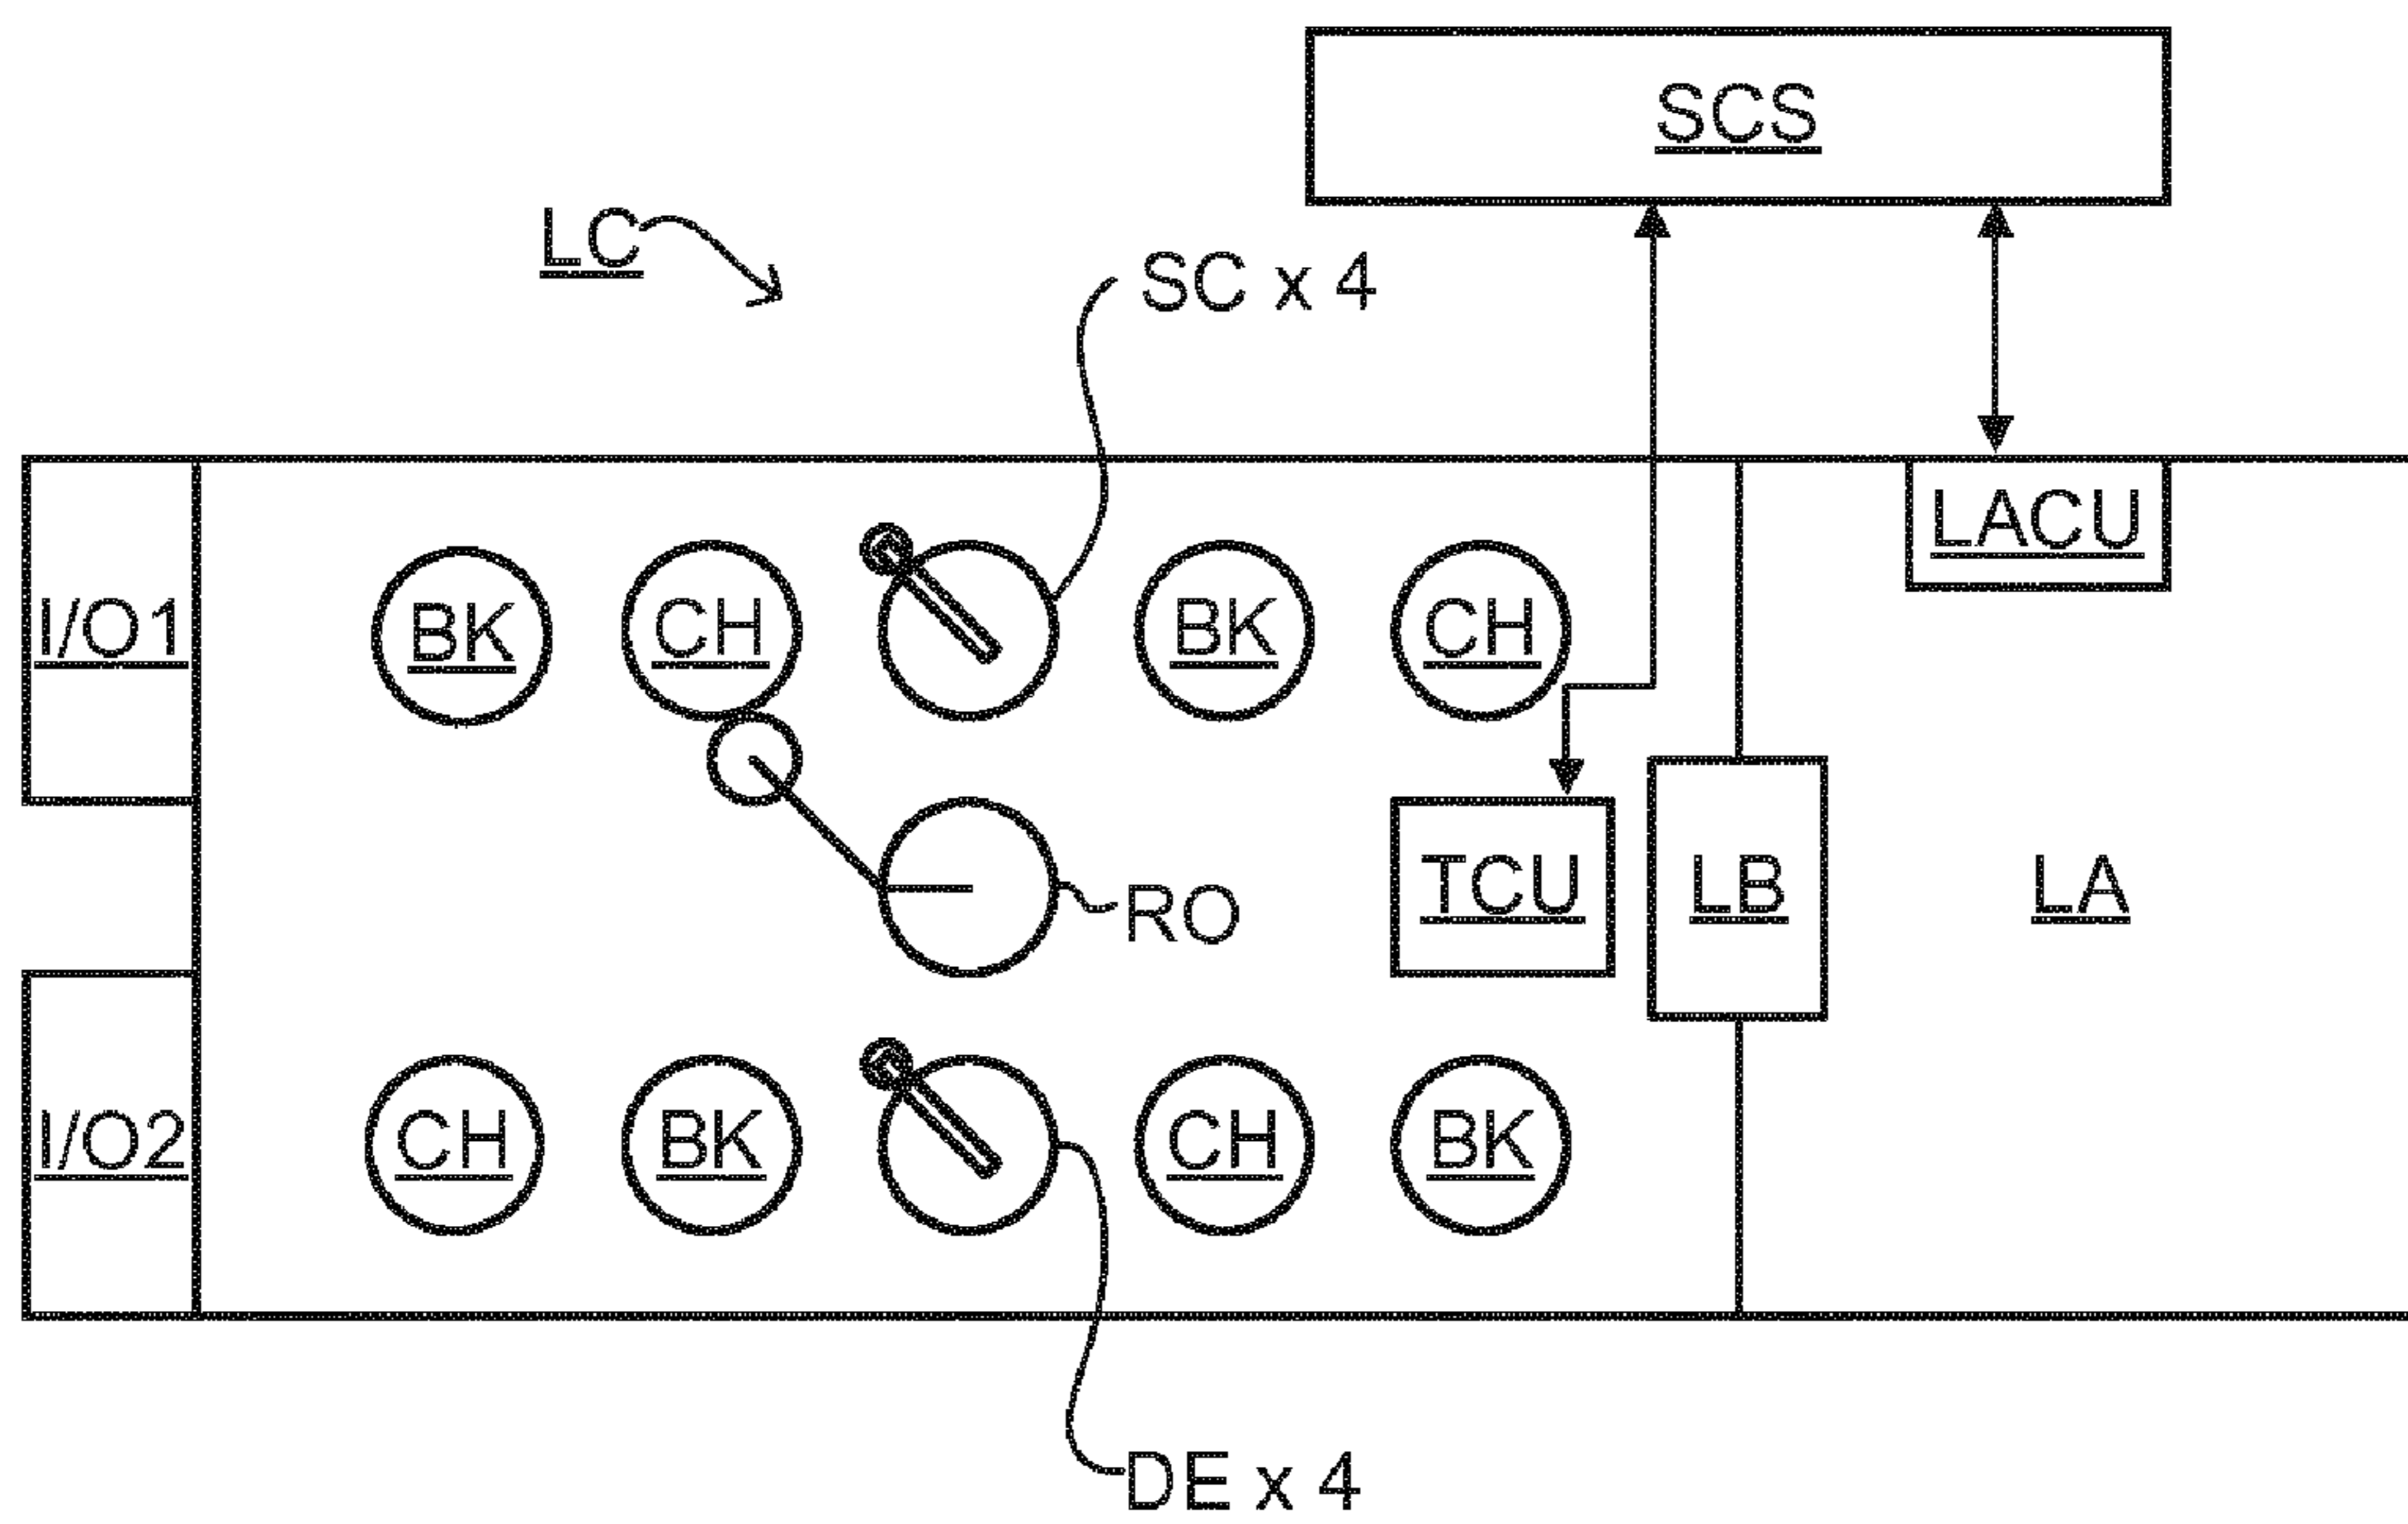 SCS
LC
SC x 4
LACU
I/O1
BK
CH
BK
CH
TCU
LB
LA
RO
I/O2
CH
BK
CH
BK
DE x 4